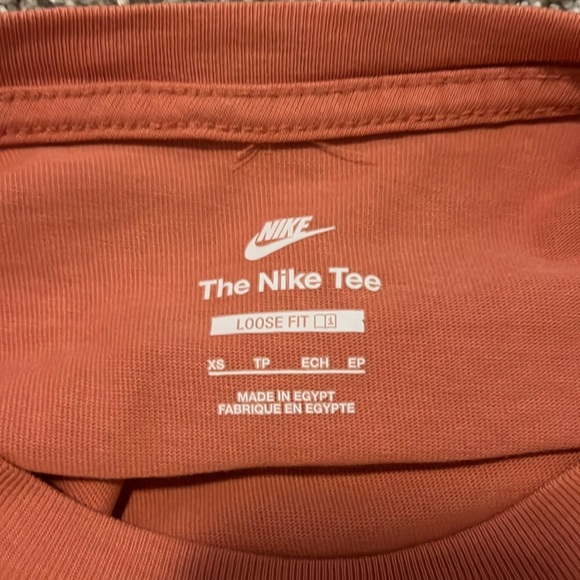 NIKE
The Nike Tee
LOOSE FIT
XS TP ECH EP
MADE IN EGYPT
FABRIQUE EN EGYPTE